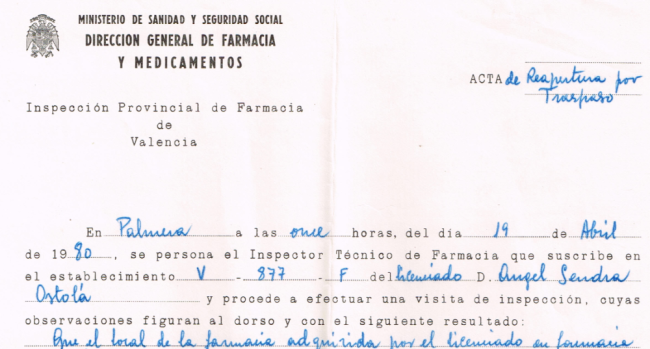 MINISTERIO DE SANIDAD Y SEGURIDAD SOCIAL
DIRECCION GENERAL DE FARMACIA
Y MEDICAMENTOS
ACTA de Reapertura por
Traspaso
Inspección Provincial de Farmacia
de
Valencia
En Palmera a las once horas, del día 19 de Abril
de 1980, se persona el Inspector Técnico de Farmacia que suscribe en
el establecimiento V - 877 - F del licenciado D. Angel Sendra
Ostolá y procede a efectuar una visita de inspección, cuyas
observaciones figuran al dorso y con el siguiente resultado:
Que el local de la farmacia adquirida por el licenciado en farmacia